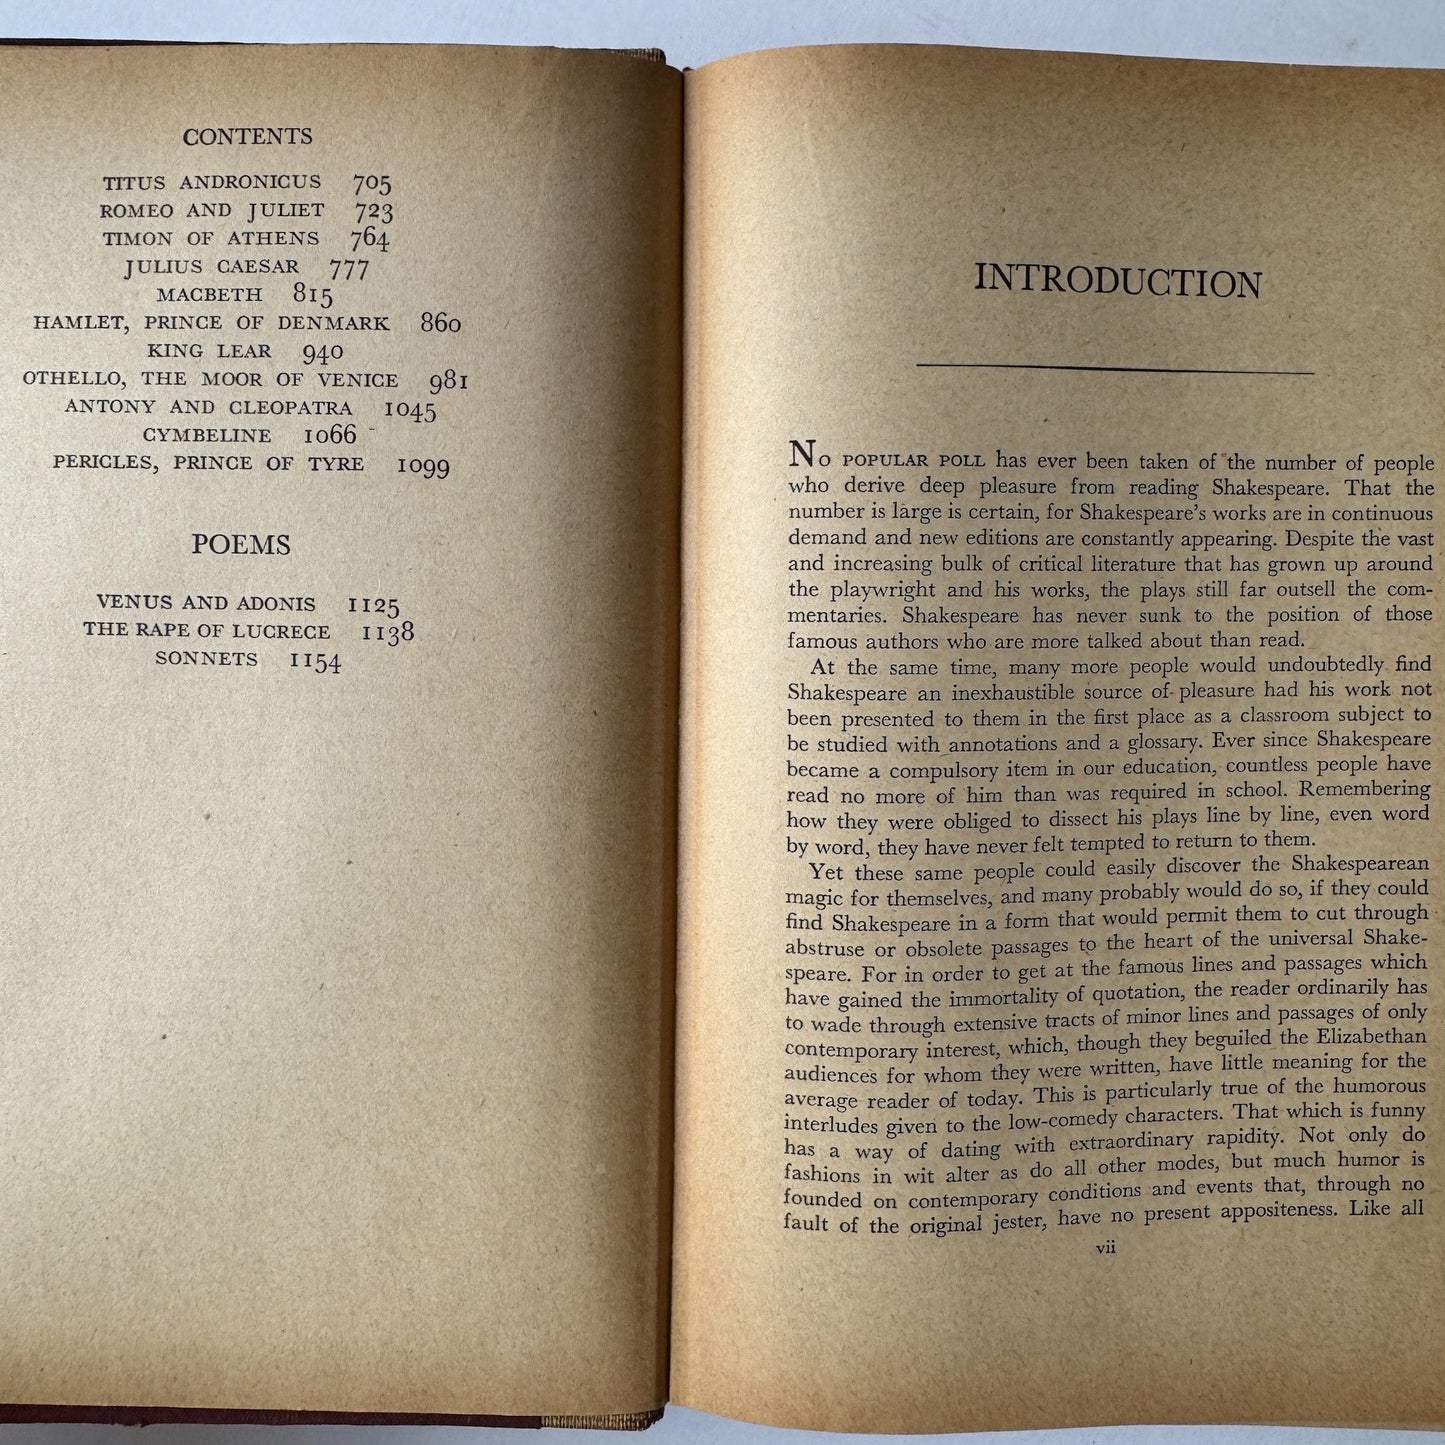 CONTENTS
TITUS ANDRONICUS 705
ROMEO AND JULIET 723
TIMON OF ATHENS 764
JULIUS CAESAR 777
MACBETH 815
HAMLET, PRINCE OF DENMARK 860
KING LEAR 940
OTHELLO, THE MOOR OF VENICE 981
ANTONY AND CLEOPATRA 1045
CYMBELINE 1066
PERICLES, PRINCE OF TYRE 1099
POEMS
VENUS AND ADONIS 1125
THE RAPE OF LUCRECE 1138
SONNETS 1154
INTRODUCTION
NO POPULAR POLL has ever been taken of the number of people
who derive deep pleasure from reading Shakespeare. That the
number is large is certain, for Shakespeare's works are in continuous
demand and new editions are constantly appearing. Despite the vast
and increasing bulk of critical literature that has grown up around
the playwright and his works, the plays still far outsell the com-
mentaries. Shakespeare has never sunk to the position of those
famous authors who are more talked about than read.
At the same time, many more people would undoubtedly find
Shakespeare an inexhaustible source of pleasure had his work not
been presented to them in the first place as a classroom subject to
be studied with annotations and a glossary. Ever since Shakespeare
became a compulsory item in our education, countless people have
read no more of him than was required in school. Remembering
how they were obliged to dissect his plays line by line, even word
by word, they have never felt tempted to return to them.
Yet these same people could easily discover the Shakespearean
magic for themselves, and many probably would do so, if they could
find Shakespeare in a form that would permit them to cut through
abstruse or obsolete passages to the heart of the universal Shake-
speare. For in order to get at the famous lines and passages which
have gained the immortality of quotation, the reader ordinarily has
to wade through extensive tracts of minor lines and passages of only
contemporary interest, which, though they beguiled the Elizabethan
audiences for whom they were written, have little meaning for the
average reader of today. This is particularly true of the humorous
interludes given to the low-comedy characters. That which is funny
has a way of dating with extraordinary rapidity. Not only do
fashions in wit alter as do all other modes, but much humor is
founded on contemporary conditions and events that, through no
fault of the original jester, have no present appositeness. Like all
vii